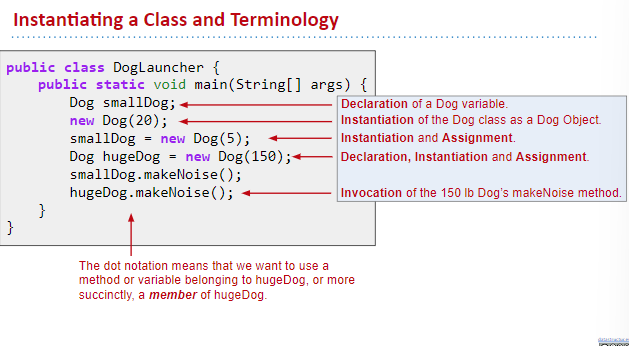 Instantiating a Class and Terminology
public class DogLauncher {
public static void main(String[] args) {
Dog smallDog;
Declaration of a Dog variable.
new Dog(20);
Instantiation of the Dog class as a Dog Object.
smallDog = new Dog(5);
Instantiation and Assignment.
Dog hugeDog = new Dog(150);
Declaration, Instantiation and Assignment.
smallDog.makeNoise();
hugeDog.makeNoise();
Invocation of the 150 lb Dog's makeNoise method.
}
}
The dot notation means that we want to use a
method or variable belonging to hugeDog, or more
succinctly, a member of hugeDog.